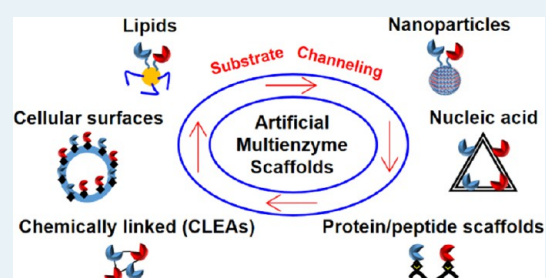 Lipids
Nanoparticles
Substrate Channeling
Cellular surfaces
Artificial
Multienzyme
Scaffolds
Nucleic acid
Chemically linked (CLEAs)
Protein/peptide scaffolds